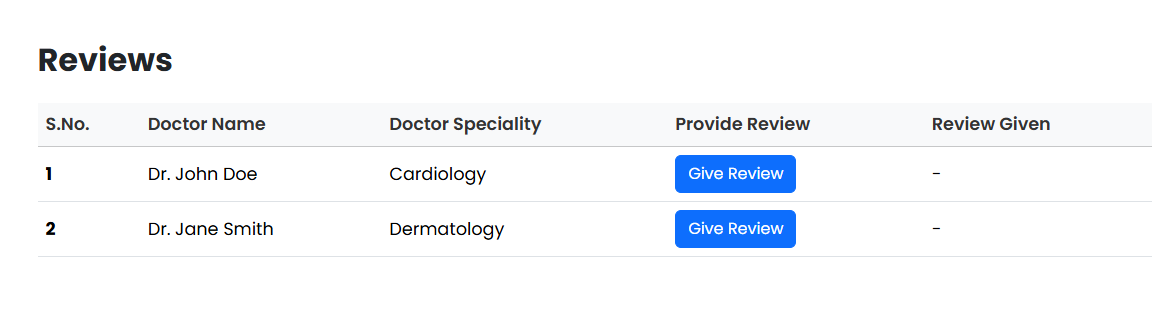 Reviews
S.No. Doctor Name Doctor Speciality Provide Review Review Given
1 Dr. John Doe Cardiology Give Review -
2 Dr. Jane Smith Dermatology Give Review -